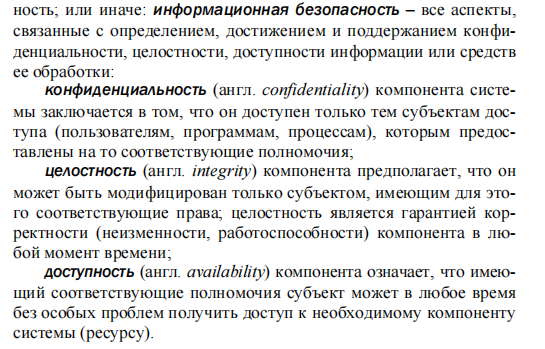 ность; или иначе: информационная безопасность – все аспекты,
связанные с определением, достижением и поддержанием конфи-
денциальности, целостности, доступности информации или средств
ее обработки:
конфиденциальность (англ. confidentiality) компонента систе-
мы заключается в том, что он доступен только тем субъектам дос-
тупа (пользователям, программам, процессам), которым предос-
тавлены на то соответствующие полномочия;
целостность (англ. integrity) компонента предполагает, что он
может быть модифицирован только субъектом, имеющим для это-
го соответствующие права; целостность является гарантией кор-
ректности (неизменности, работоспособности) компонента в лю-
бой момент времени;
доступность (англ. availability) компонента означает, что имею-
щий соответствующие полномочия субъект может в любое время
без особых проблем получить доступ к необходимому компоненту
системы (ресурсу).